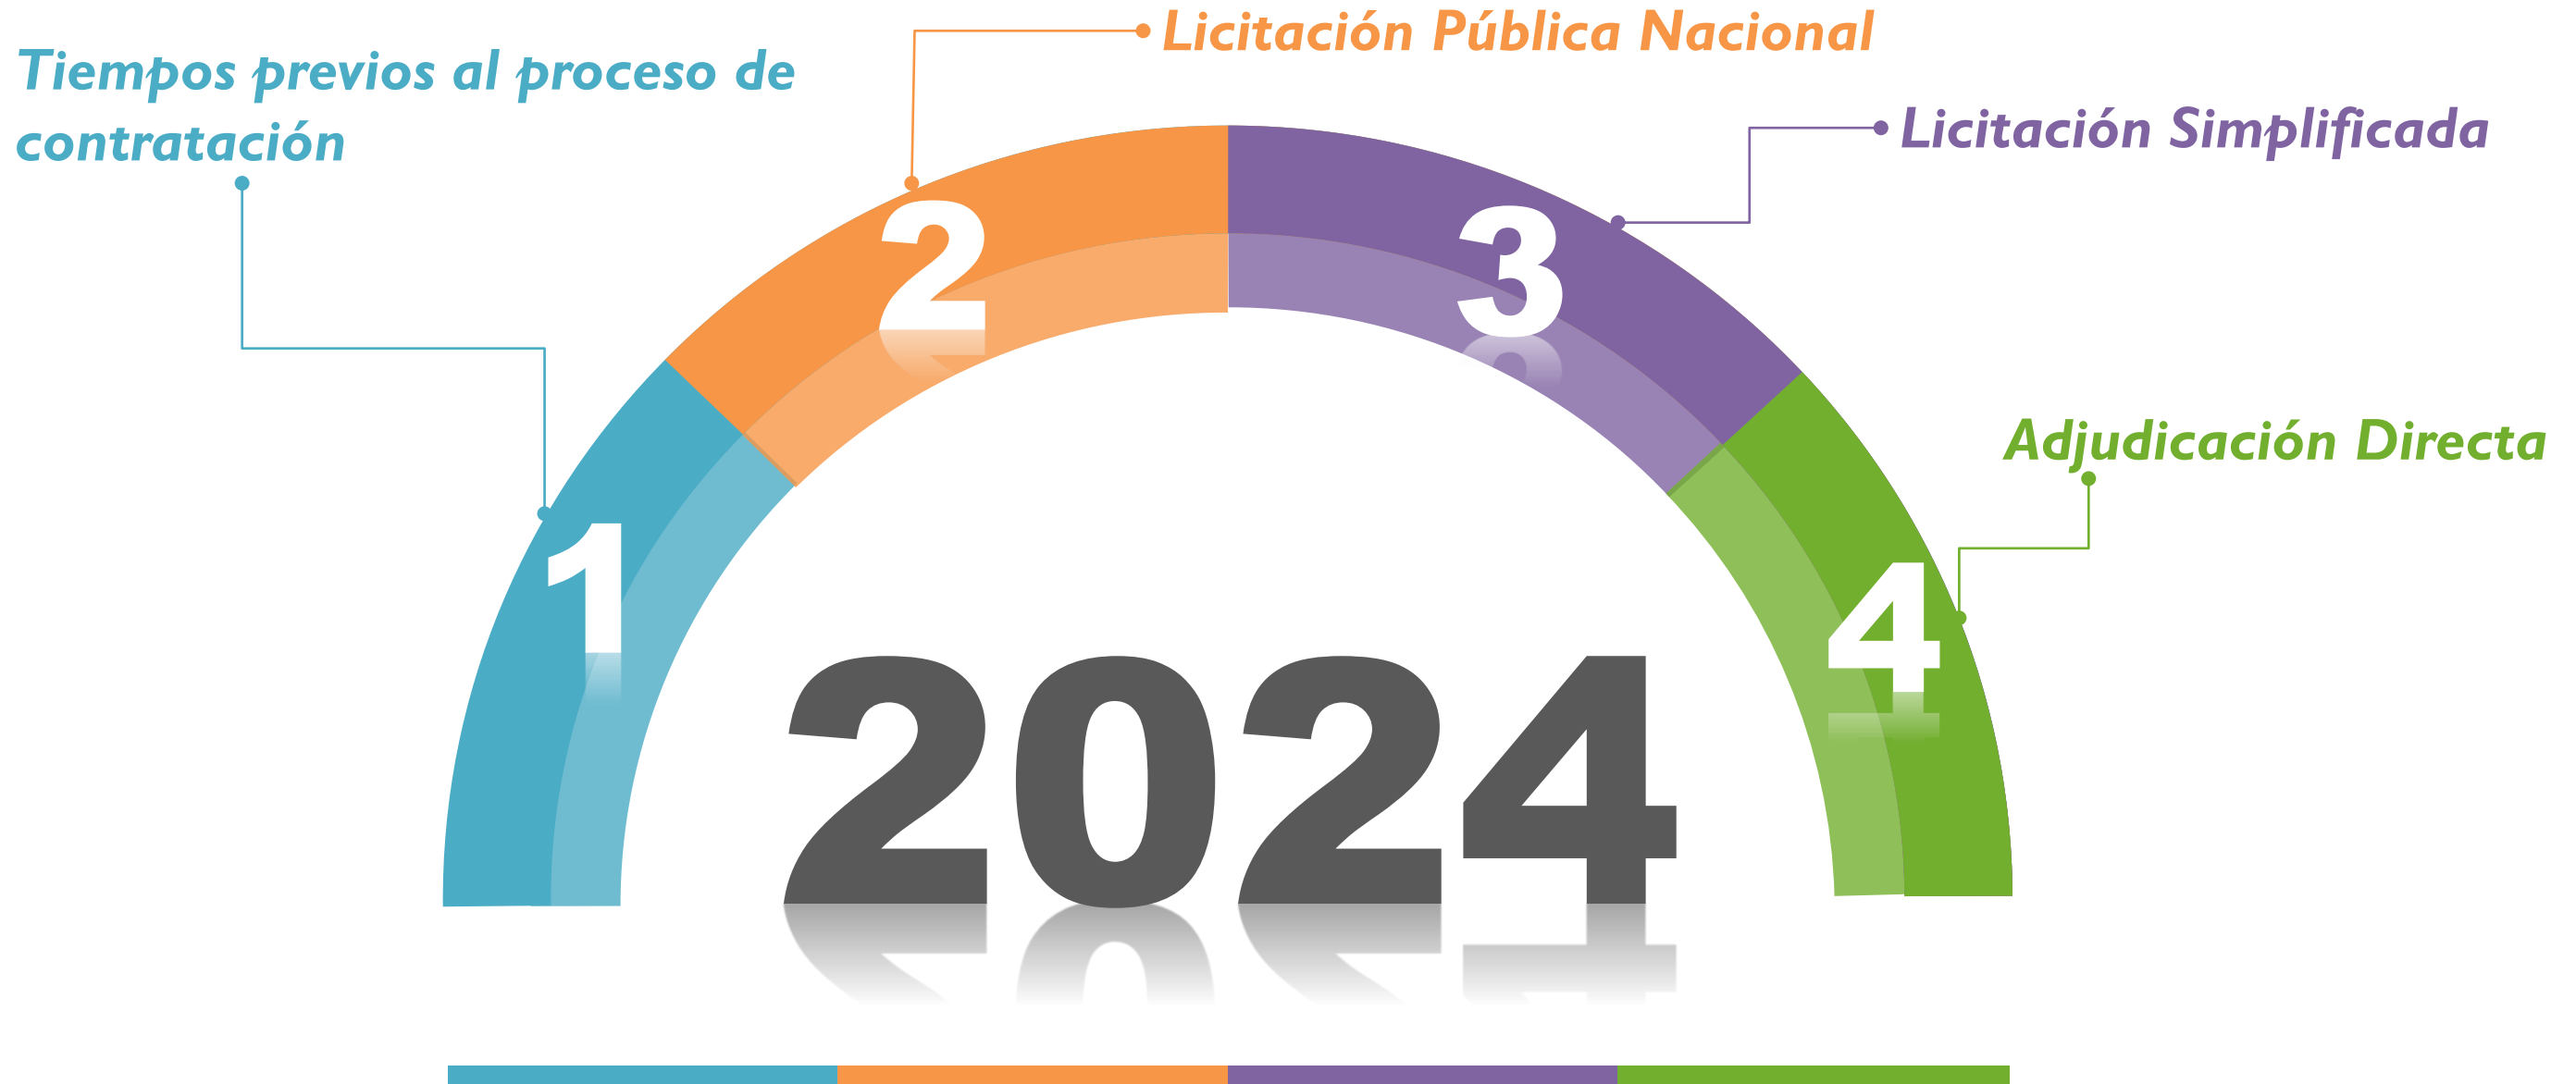 Tiempos previos al proceso de
contratación
Licitación Pública Nacional
Licitación Simplificada
Adjudicación Directa
1
2
3
4
2024